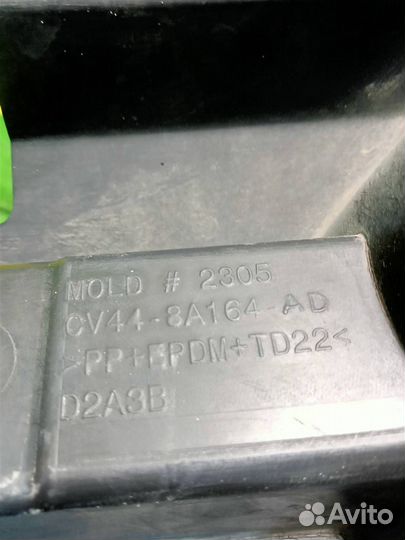 MOLD # 2305
CV44-8A164-AD
>PP+EPDM+TD22<
D2A3B
Avito